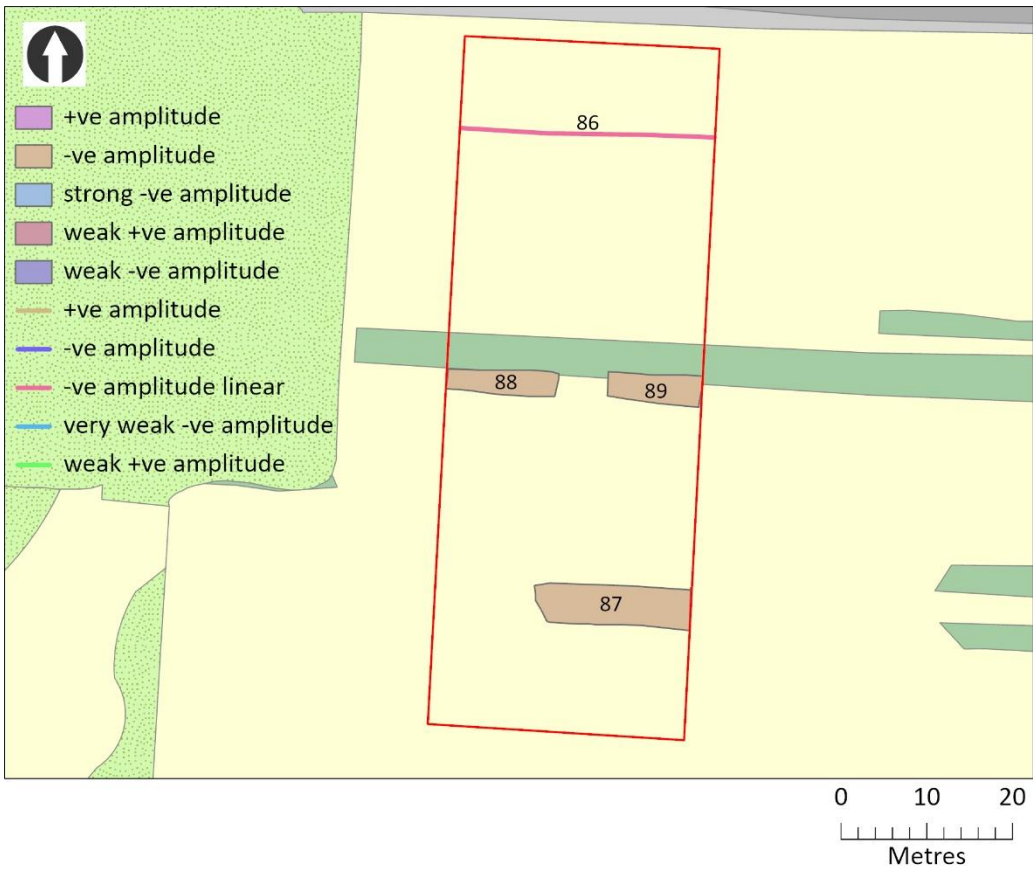 +ve amplitude
-ve amplitude
strong -ve amplitude
weak +ve amplitude
weak -ve amplitude
+ve amplitude
-ve amplitude
-ve amplitude linear
very weak -ve amplitude
weak +ve amplitude
86
88
89
87
0 10 20
Metres